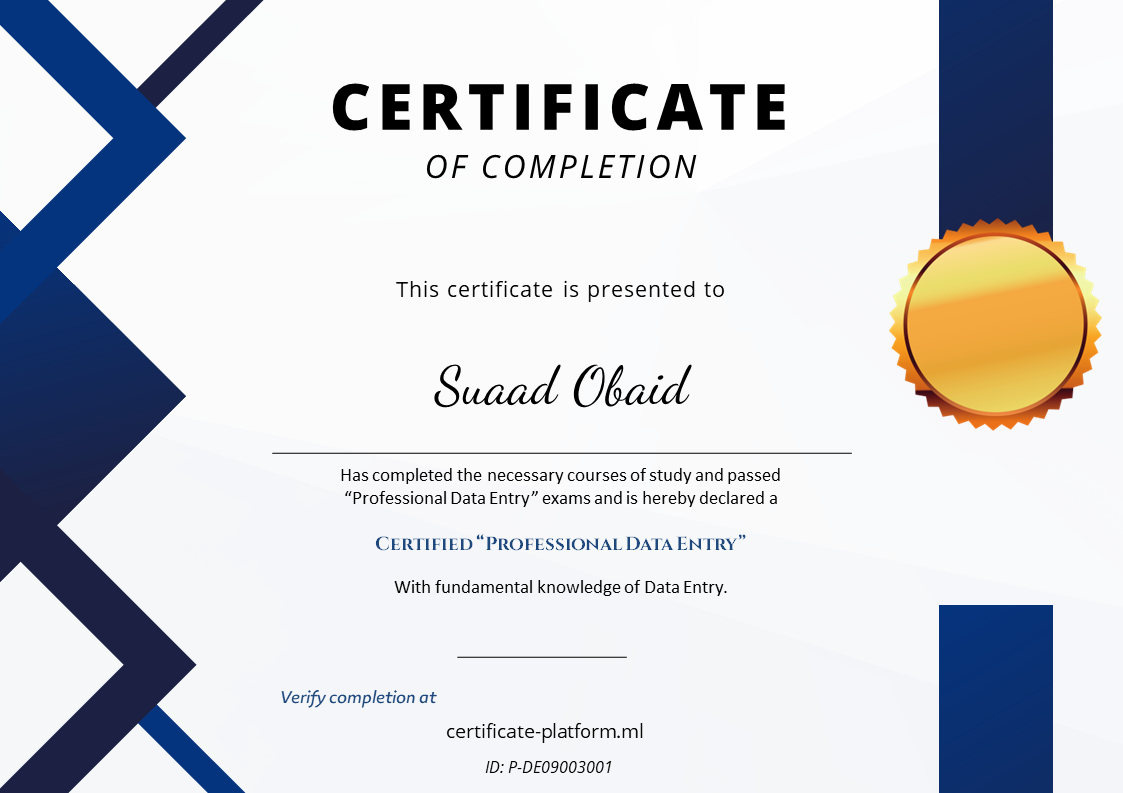 CERTIFICATE
OF COMPLETION
This certificate is presented to
Suaad Obaid
Has completed the necessary courses of study and passed
“Professional Data Entry” exams and is hereby declared a
Certified “Professional Data Entry”
With fundamental knowledge of Data Entry.
Verify completion at
certificate-platform.ml
ID: P-DE09003001